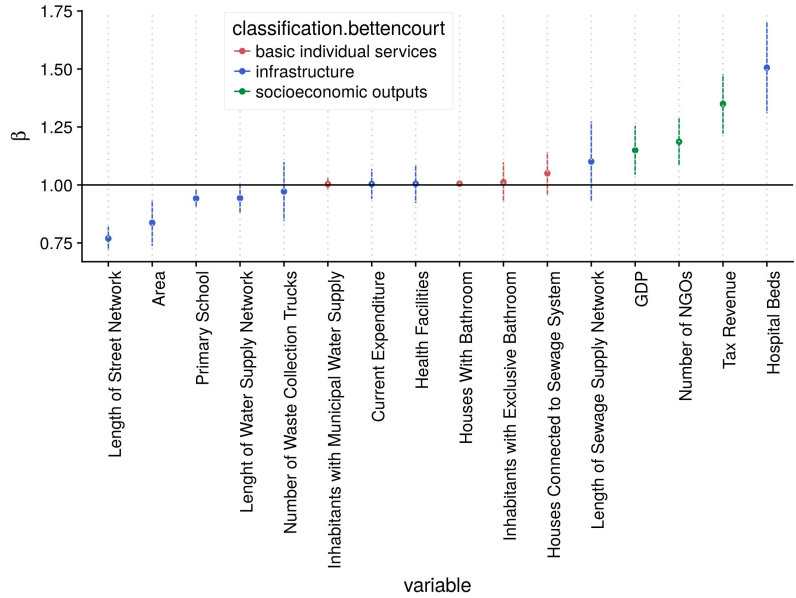 1.75
1.50
1.25
1.00
0.75
β
classification.bettencourt
basic individual services
infrastructure
socioeconomic outputs
Length of Street Network
Area
Primary School
Lenght of Water Supply Network
Number of Waste Collection Trucks
Inhabitants with Municipal Water Supply
Current Expenditure
Health Facilities
Houses With Bathroom
Inhabitants with Exclusive Bathroom
Houses Connected to Sewage System
Length of Sewage Supply Network
GDP
Number of NGOs
Tax Revenue
Hospital Beds
variable